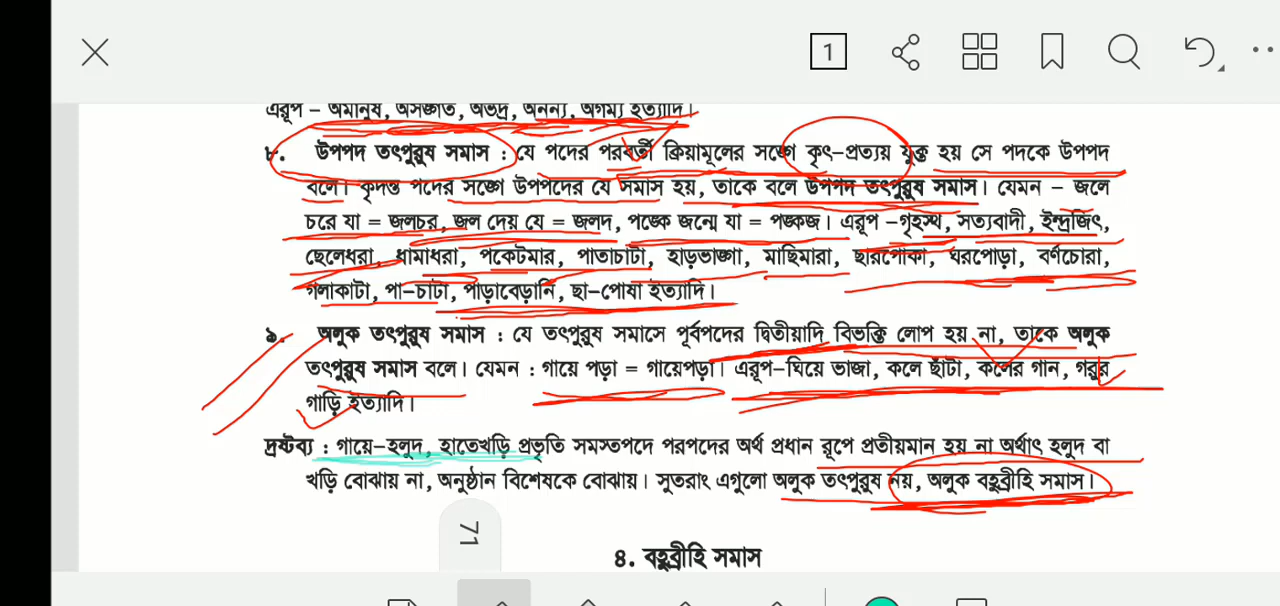 1
এরূপ – অমানুষ, অসঙ্গাত, অভদ্র, অনন্য, অগম্য ইত্যাদি।
৮. উপপদ তৎপুরুষ সমাস : যে পদের পরবর্তী ক্রিয়ামূলের সঙ্গে কৃৎ-প্রত্যয় যুক্ত হয় সে পদকে উপপদ
বলে। কৃদন্ত পদের সঙ্গে উপপদের যে সমাস হয়, তাকে বলে উপপদ তৎপুরুষ সমাস। যেমন – জলে
চরে যা = জলচর, জল দেয় যে = জলদ, পঙ্কে জন্মে যা = পঙ্কজ। এরূপ –গৃহস্থ, সত্যবাদী, ইন্দ্রজিৎ,
ছেলেধরা, ধামাধরা, পকেটমার, পাতাচাটা, হাড়ভাঙ্গা, মাছিমারা, ছারপোকা, ঘরপোড়া, বর্ণচোরা,
গলাকাটা, পা-চাটা, পাড়াবেড়ানি, ছা-পোষা ইত্যাদি।
৯. অলুক তৎপুরুষ সমাস : যে তৎপুরুষ সমাসে পূর্বপদের দ্বিতীয়াদি বিভক্তি লোপ হয় না, তাকে অলুক
তৎপুরুষ সমাস বলে। যেমন : গায়ে পড়া = গায়েপড়া। এরূপ-ঘিয়ে ভাজা, কলে ছাঁটা, কলের গান, গরুর
গাড়ি ইত্যাদি।
দ্রষ্টব্য : গায়ে-হলুদ, হাতেখড়ি প্রভৃতি সমস্তপদে পরপদের অর্থ প্রধান রূপে প্রতীয়মান হয় না অর্থাৎ হলুদ বা
খড়ি বোঝায় না, অনুষ্ঠান বিশেষকে বোঝায়। সুতরাং এগুলো অলুক তৎপুরুষ নয়, অলুক বহুব্রীহি সমাস।
71
৪. বহুব্রীহি সমাস